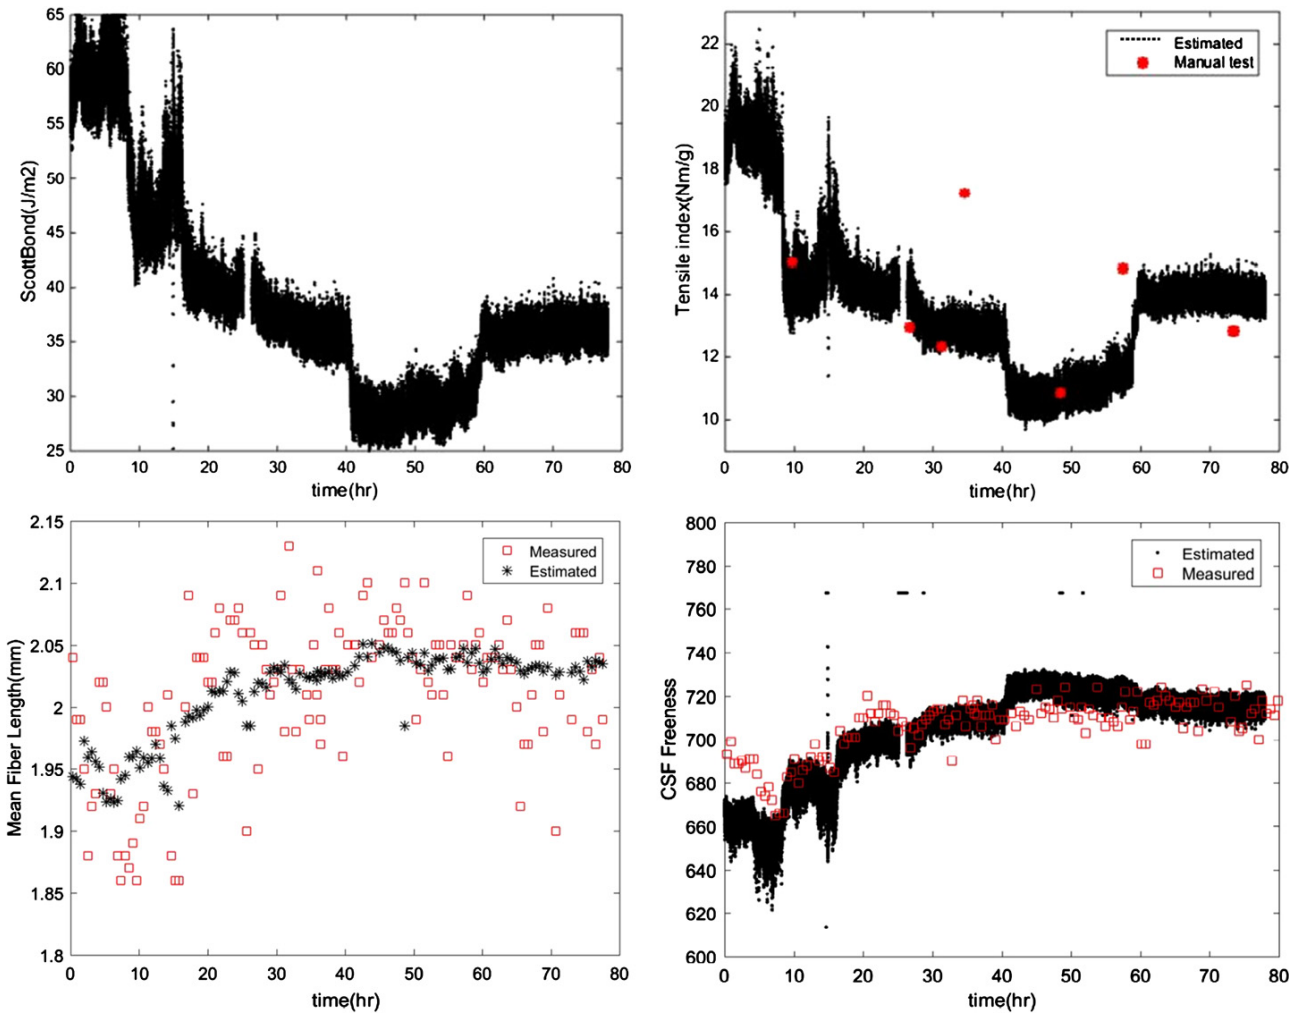 65
60
55
50
45
40
35
30
25
ScottBond(J/m2)
0 10 20 30 40 50 60 70 80
time(hr)
22
20
18
16
14
12
10
Tensile index(Nm/g)
Estimated
Manual test
0 10 20 30 40 50 60 70 80
time(hr)
2.15
2.1
2.05
2
1.95
1.9
1.85
1.8
Mean Fiber Length(mm)
Measured
Estimated
0 10 20 30 40 50 60 70 80
time(hr)
800
780
760
740
720
700
680
660
640
620
600
CSF Freeness
Estimated
Measured
0 10 20 30 40 50 60 70 80
time(hr)